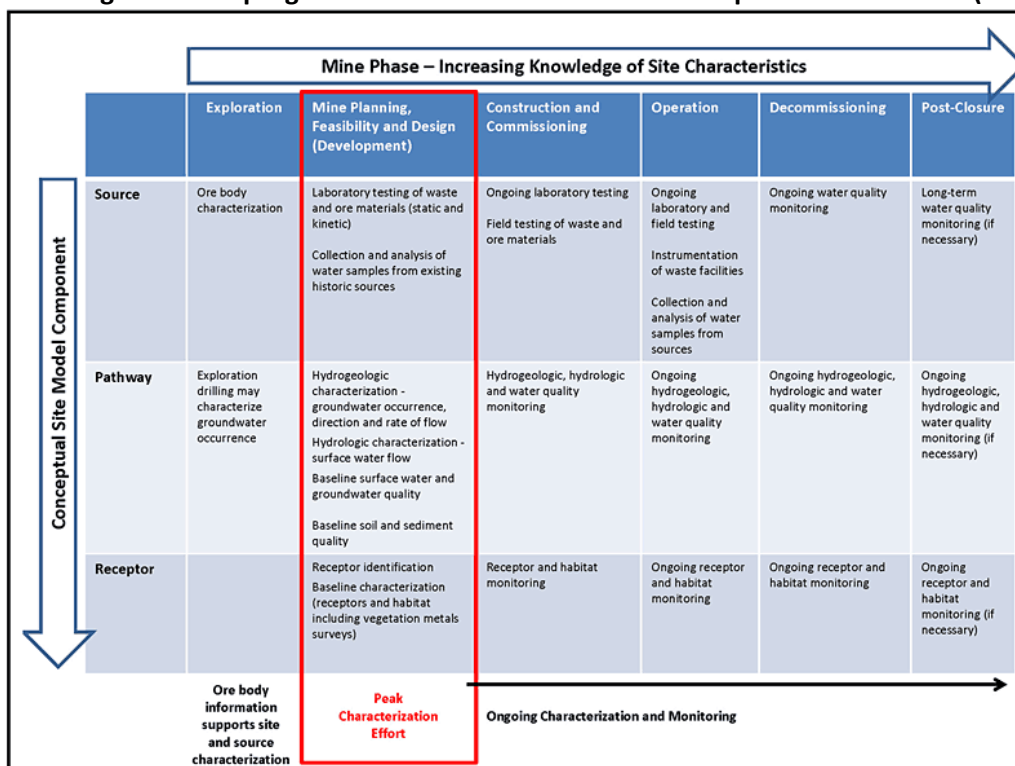 Mine Phase – Increasing Knowledge of Site Characteristics
Conceptual Site Model Component
Exploration
Mine Planning,
Feasibility and Design
(Development)
Construction and
Commissioning
Operation
Decommissioning
Post-Closure
Source
Ore body
characterization
Laboratory testing of waste
and ore materials (static and
kinetic)
Collection and analysis of
water samples from existing
historic sources
Ongoing laboratory testing
Field testing of waste and
ore materials
Ongoing
laboratory and
field testing
Instrumentation
of waste facilities
Collection and
analysis of water
samples from
sources
Ongoing water quality
monitoring
Long-term
water quality
monitoring (if
necessary)
Pathway
Exploration
drilling may
characterize
groundwater
occurrence
Hydrogeologic
characterization -
groundwater occurrence,
direction and rate of flow
Hydrologic characterization -
surface water flow
Baseline surface water and
groundwater quality
Baseline soil and sediment
quality
Hydrogeologic, hydrologic
and water quality
monitoring
Ongoing
hydrogeologic,
hydrologic and
water quality
monitoring
Ongoing hydrogeologic,
hydrologic and water
quality monitoring
Ongoing
hydrogeologic,
hydrologic and
water quality
monitoring (if
necessary)
Receptor
Receptor identification
Baseline characterization
(receptors and habitat
including vegetation metals
surveys)
Receptor and habitat
monitoring
Ongoing receptor
and habitat
monitoring
Ongoing receptor and
habitat monitoring
Ongoing
receptor and
habitat
monitoring (if
necessary)
Ore body
information
supports site
and source
characterization
Peak
Characterization
Effort
Ongoing Characterization and Monitoring